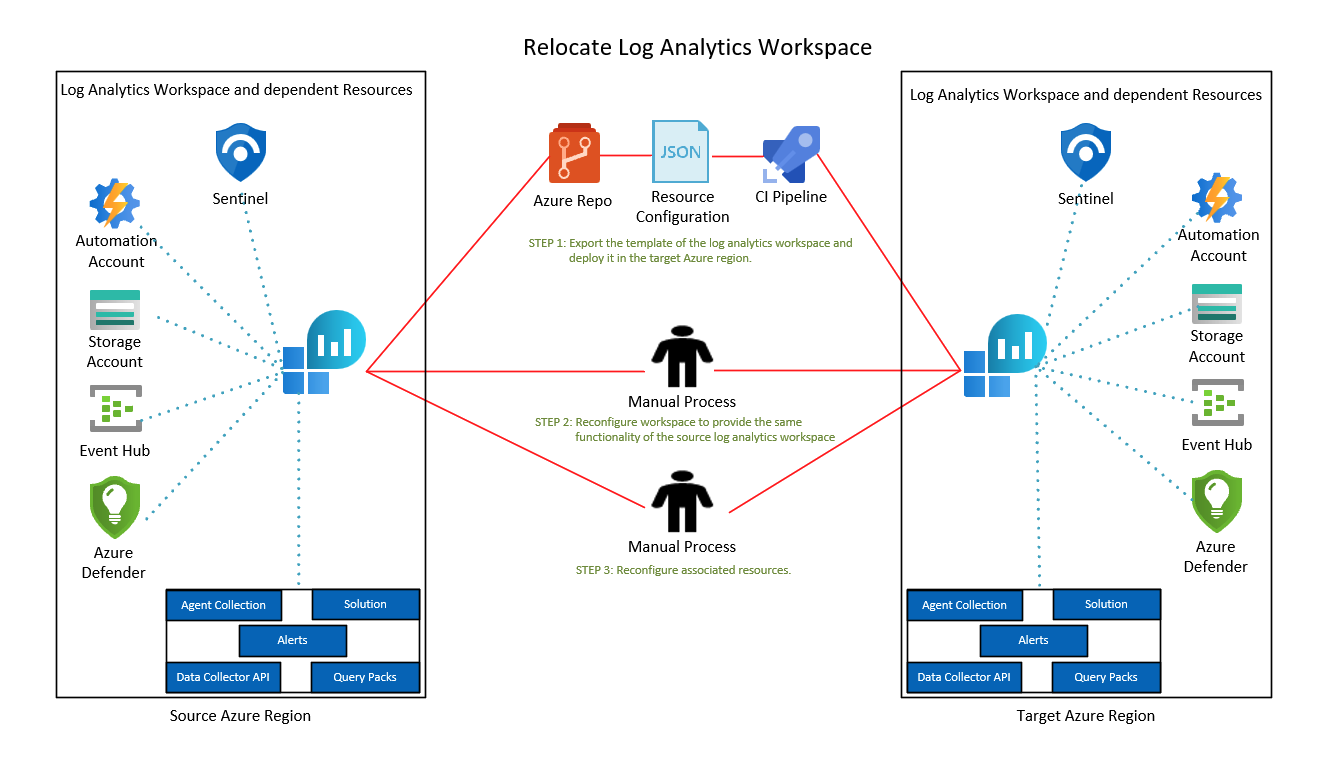 Relocate Log Analytics Workspace
Log Analytics Workspace and dependent Resources
Sentinel
Automation
Account
Storage
Account
Event Hub
Azure
Defender
Agent Collection
Solution
Alerts
Data Collector API
Query Packs
Source Azure Region
JSON
Azure Repo
Resource
Configuration
CI Pipeline
STEP 1: Export the template of the log analytics workspace and
deploy it in the target Azure region.
Manual Process
STEP 2: Reconfigure workspace to provide the same
functionality of the source log analytics workspace
Manual Process
STEP 3: Reconfigure associated resources.
Log Analytics Workspace and dependent Resources
Sentinel
Automation
Account
Storage
Account
Event Hub
Azure
Defender
Agent Collection
Solution
Alerts
Data Collector API
Query Packs
Target Azure Region